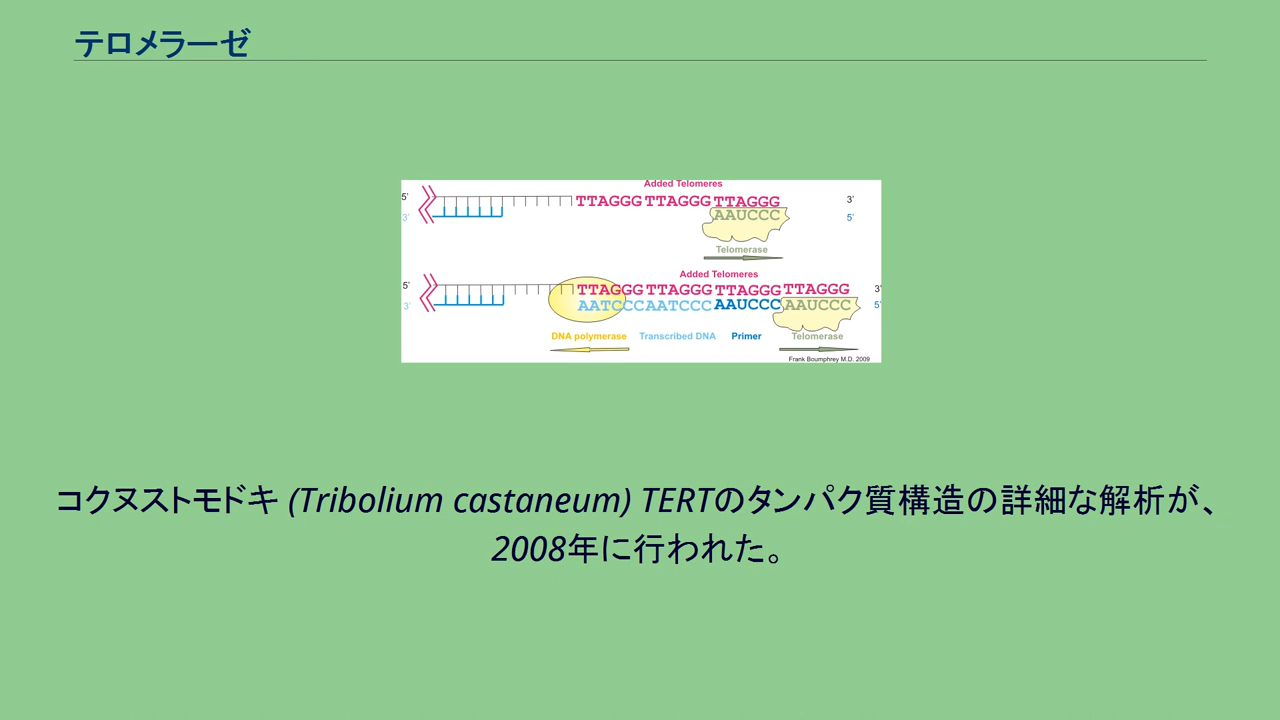 テロメラーゼ
Added Telomeres
5' TTAGGG TTAGGG TTAGGG 3'
3' AAUCCC 5'
Telomerase
Added Telomeres
5' TTAGGG TTAGGG TTAGGG TTAGGG 3'
3' AATCCCAATCCC AAUCCC AAUCCC 5'
DNA polymerase Transcribed DNA Primer Telomerase
Frank Boumphrey M.D. 2009
コクヌストモドキ (Tribolium castaneum) TERTのタンパク質構造の詳細な解析が、
2008年に行われた。